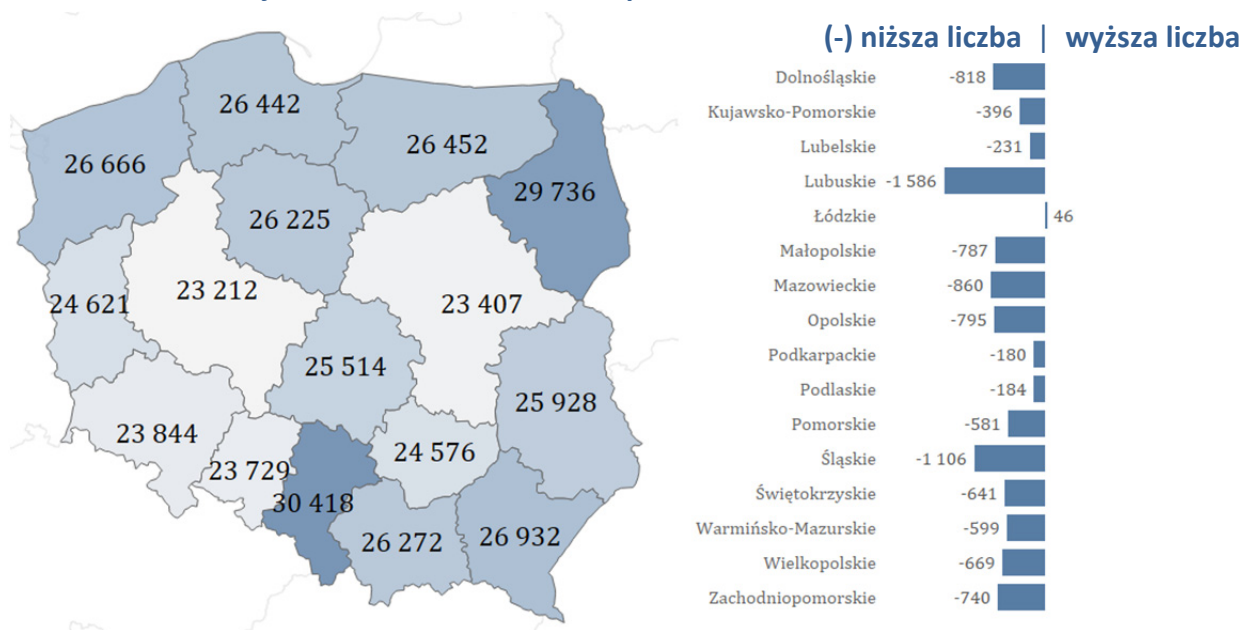 26 442
26 452
26 666
29 736
26 225
23 212
24 621
23 407
25 514
25 928
23 844
24 576
23 729
30 418
26 272
26 932
(-) niższa liczba | wyższa liczba
Dolnośląskie -818
Kujawsko-Pomorskie -396
Lubelskie -231
Lubuskie -1 586
Łódzkie 46
Małopolskie -787
Mazowieckie -860
Opolskie -795
Podkarpackie -180
Podlaskie -184
Pomorskie -581
Śląskie -1 106
Świętokrzyskie -641
Warmińsko-Mazurskie -599
Wielkopolskie -669
Zachodniopomorskie -740